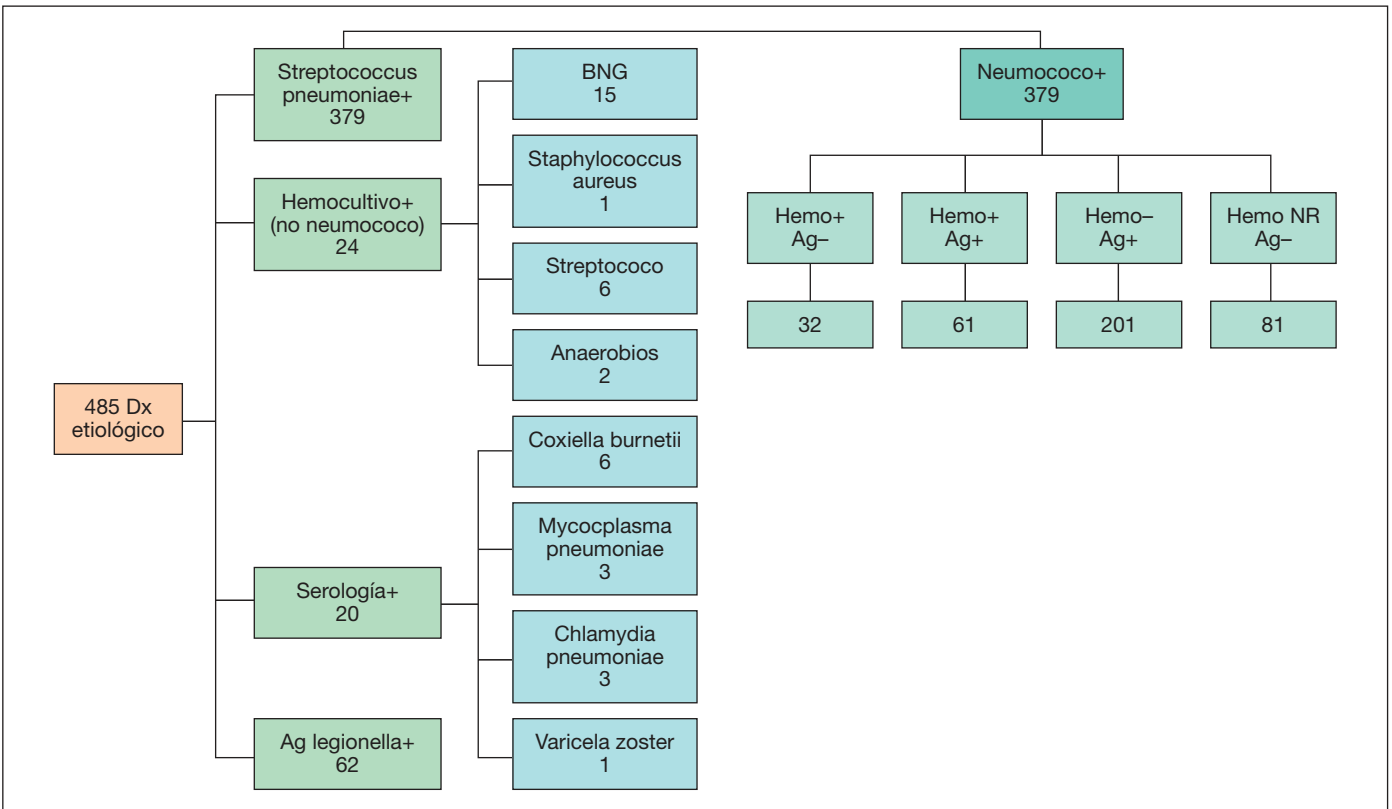 485 Dx
etiológico
Streptococcus
pneumoniae+
379
Hemocultivo+
(no neumococo)
24
Serología+
20
Ag legionella+
62
BNG
15
Staphylococcus
aureus
1
Streptococo
6
Anaerobios
2
Coxiella burnetii
6
Mycocplasma
pneumoniae
3
Chlamydia
pneumoniae
3
Varicela zoster
1
Neumococo+
379
Hemo+
Ag–
Hemo+
Ag+
Hemo–
Ag+
Hemo NR
Ag–
32
61
201
81